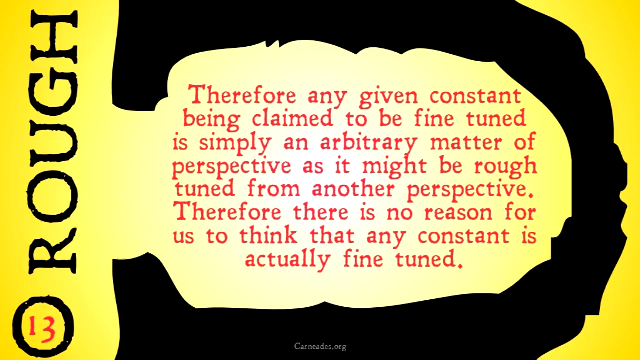 ROUGH
13
Therefore any given constant
being claimed to be fine tuned
is simply an arbitrary matter of
perspective as it might be rough
tuned from another perspective.
Therefore there is no reason for
us to think that any constant is
actually fine tuned.
Carneades.org